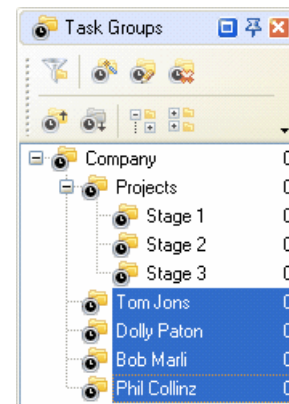 Task Groups
Company
Projects
Stage 1
Stage 2
Stage 3
Tom Jons
Dolly Paton
Bob Marli
Phil Collinz